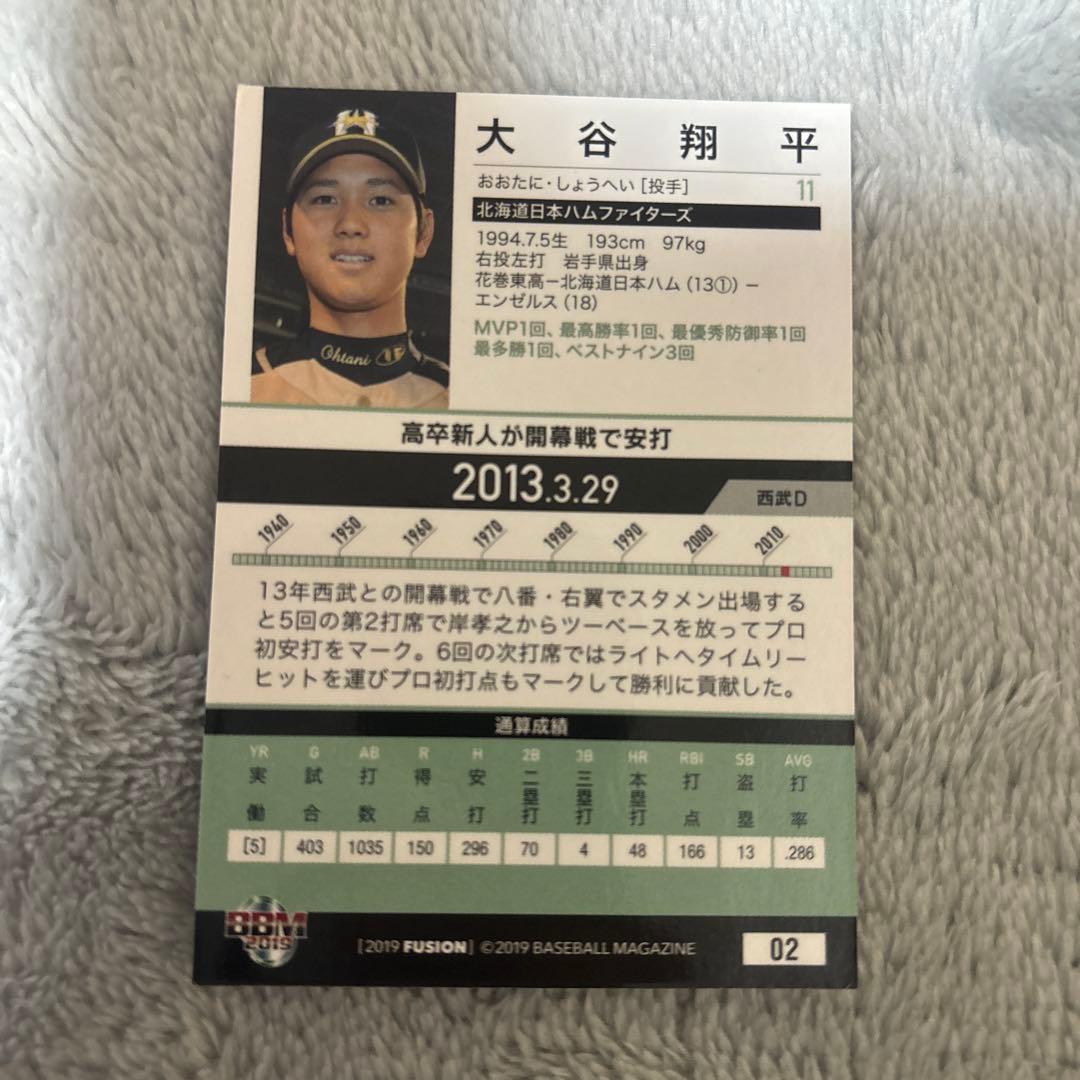 大谷翔平
おおたに・しょうへい [投手] 11
北海道日本ハムファイターズ
1994.7.5生 193cm 97kg
右投左打 岩手県出身
花巻東高－北海道日本ハム (13①) －
エンゼルス (18)
MVP1回、最高勝率1回、最優秀防御率1回
最多勝1回、ベストナイン3回
Ohtani 11
高卒新人が開幕戦で安打
2013.3.29
西武D
1940 1950 1960 1970 1980 1990 2000 2010
13年西武との開幕戦で八番・右翼でスタメン出場する
と5回の第2打席で岸孝之からツーベースを放ってプロ
初安打をマーク。6回の次打席ではライトへタイムリー
ヒットを運びプロ初打点もマークして勝利に貢献した。
通算成績
YR G AB R H 2B 3B HR RBI SB AVG
実働 試合 打数 得点 安打 二塁打 三塁打 本塁打 打点 盗塁 打率
[5] 403 1035 150 296 70 4 48 166 13 .286
BBM
2019
[2019 FUSION] ©2019 BASEBALL MAGAZINE
02